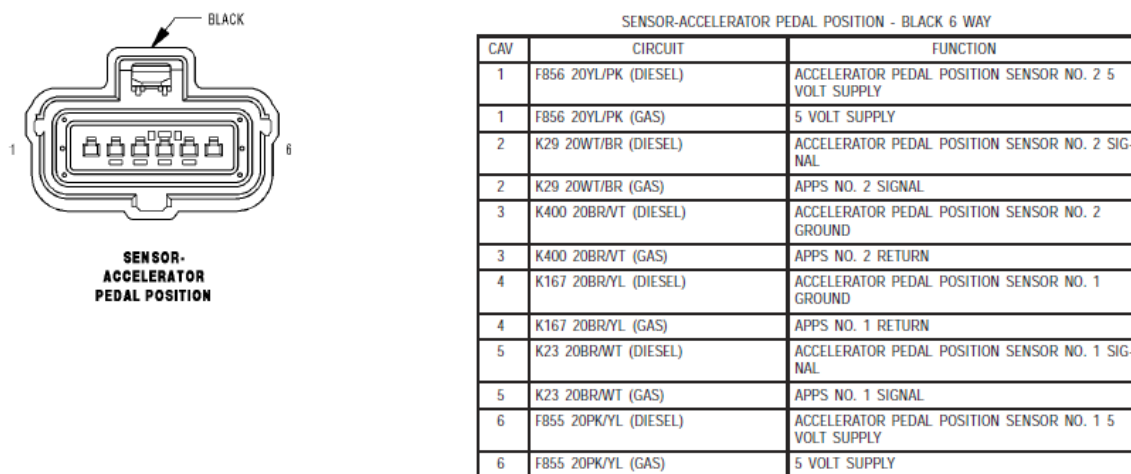 BLACK
1
6
SENSOR-
ACCELERATOR
PEDAL POSITION
SENSOR-ACCELERATOR PEDAL POSITION - BLACK 6 WAY
CAV CIRCUIT FUNCTION
1 F856 20YL/PK (DIESEL) ACCELERATOR PEDAL POSITION SENSOR NO. 2 5
VOLT SUPPLY
1 F856 20YL/PK (GAS) 5 VOLT SUPPLY
2 K29 20WT/BR (DIESEL) ACCELERATOR PEDAL POSITION SENSOR NO. 2 SIG-
NAL
2 K29 20WT/BR (GAS) APPS NO. 2 SIGNAL
3 K400 20BR/VT (DIESEL) ACCELERATOR PEDAL POSITION SENSOR NO. 2
GROUND
3 K400 20BR/VT (GAS) APPS NO. 2 RETURN
4 K167 20BR/YL (DIESEL) ACCELERATOR PEDAL POSITION SENSOR NO. 1
GROUND
4 K167 20BR/YL (GAS) APPS NO. 1 RETURN
5 K23 20BR/WT (DIESEL) ACCELERATOR PEDAL POSITION SENSOR NO. 1 SIG-
NAL
5 K23 20BR/WT (GAS) APPS NO. 1 SIGNAL
6 F855 20PK/YL (DIESEL) ACCELERATOR PEDAL POSITION SENSOR NO. 1 5
VOLT SUPPLY
6 F855 20PK/YL (GAS) 5 VOLT SUPPLY